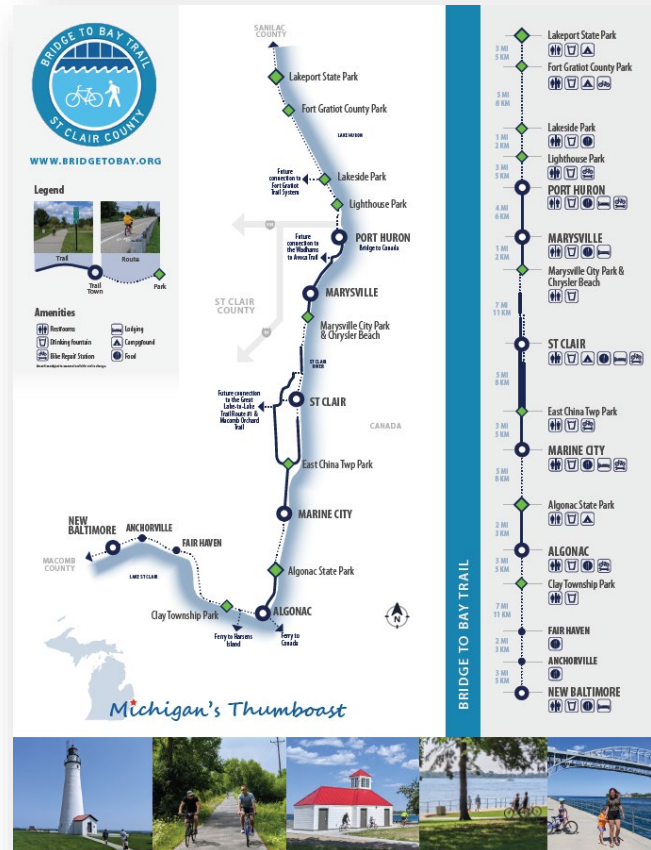 BRIDGE TO BAY TRAIL
ST CLAIR COUNTY
WWW.BRIDGETOBAY.ORG
Legend
Trail
Route
Trail
Town
Park
Amenities
Restrooms
Drinking fountain
Bike Repair Station
Lodging
Campground
Food
SANILAC
COUNTY
Lakeport State Park
Fort Gratiot County Park
LAKE HURON
Future
connection to
Fort Gratiot
Trail System
Lakeside Park
Lighthouse Park
PORT HURON
Bridge to Canada
Future
connection to
the Wadhams
to Avoca Trail
MARYSVILLE
ST CLAIR
COUNTY
Marysville City Park
& Chrysler Beach
ST CLAIR
RIVER
Future connection
to the Great
Lake-to-Lake
Trail Route #1 &
Macomb Orchard
Trail
ST CLAIR
CANADA
East China Twp Park
MARINE CITY
NEW
BALTIMORE
ANCHORVILLE
FAIR HAVEN
MACOMB
COUNTY
LAKE ST CLAIR
Algonac State Park
Clay Township Park
ALGONAC
Ferry to Harsens
Island
Ferry to
Canada
N
Michigan's Thumboast
BRIDGE TO BAY TRAIL
Lakeport State Park
3 MI
5 KM
Fort Gratiot County Park
5 MI
8 KM
Lakeside Park
1 MI
2 KM
Lighthouse Park
3 MI
5 KM
PORT HURON
4 MI
6 KM
MARYSVILLE
1 MI
2 KM
Marysville City Park &
Chrysler Beach
7 MI
11 KM
ST CLAIR
5 MI
8 KM
East China Twp Park
3 MI
5 KM
MARINE CITY
5 MI
8 KM
Algonac State Park
2 MI
3 KM
ALGONAC
3 MI
5 KM
Clay Township Park
7 MI
11 KM
FAIR HAVEN
2 MI
3 KM
ANCHORVILLE
3 MI
5 KM
NEW BALTIMORE